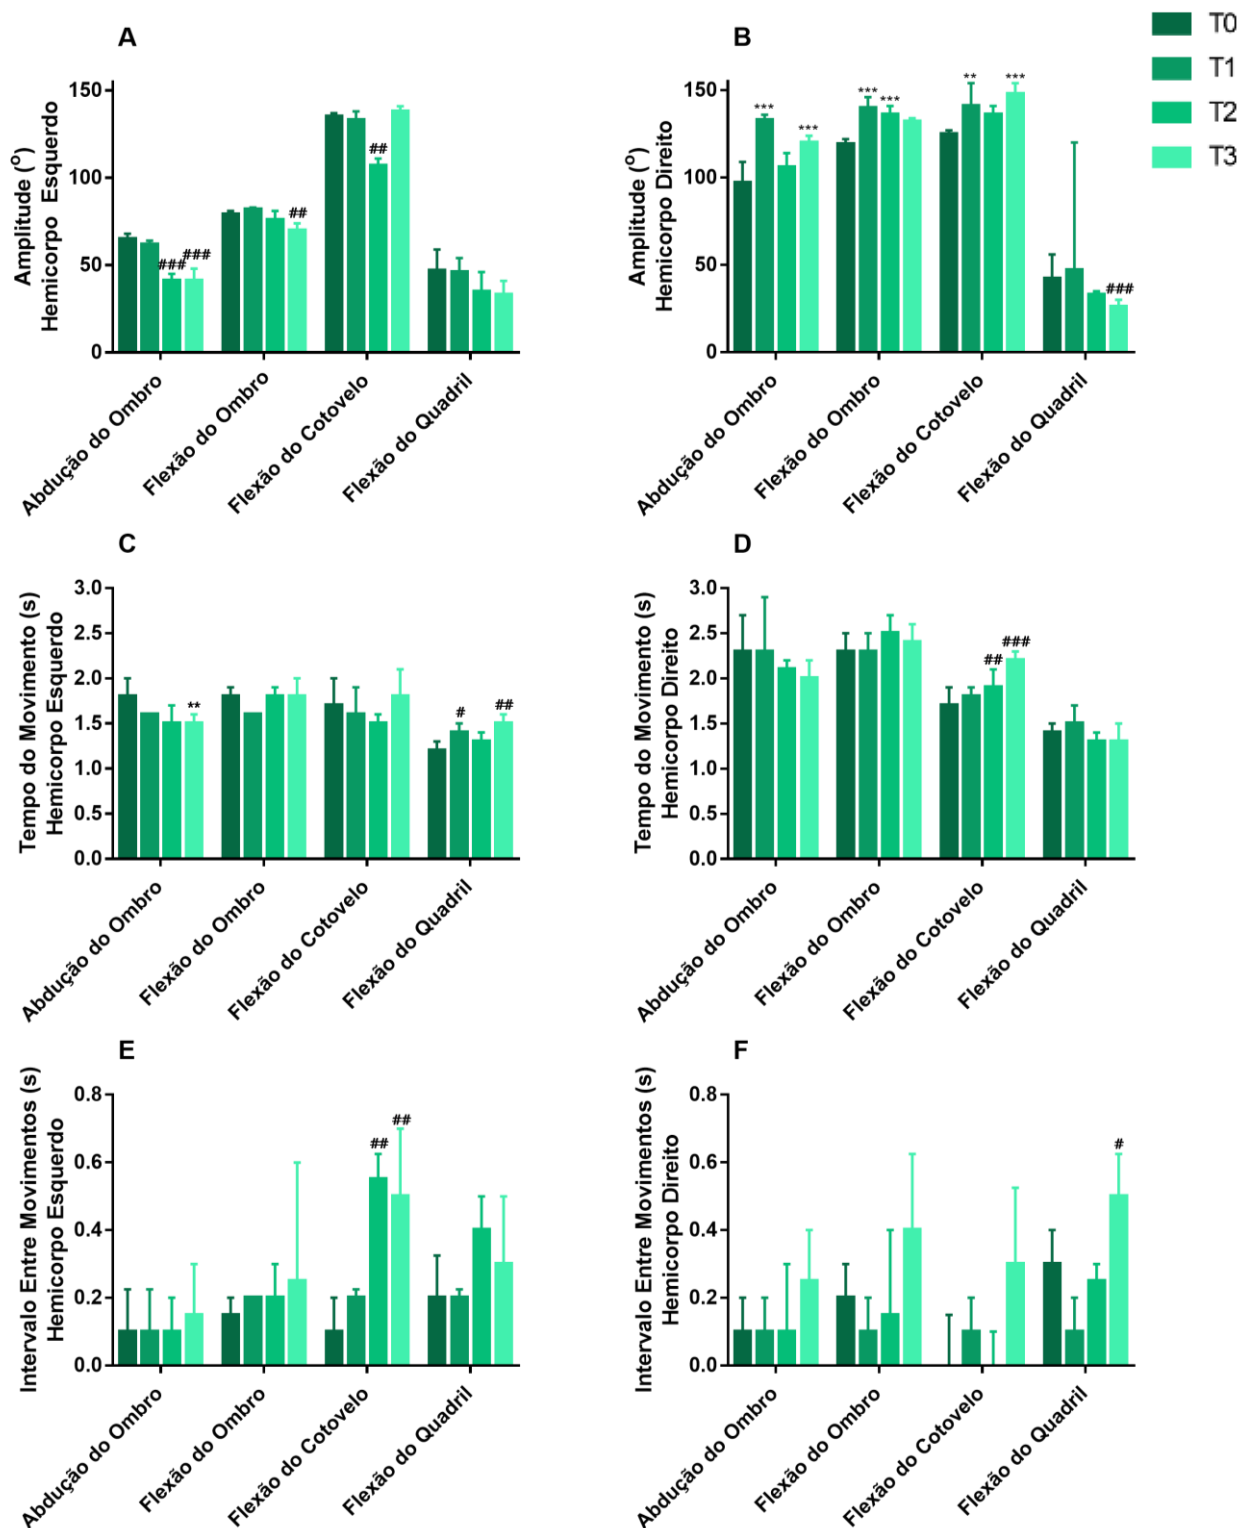 A
Amplitude (º)
Hemicorpo Esquerdo
150
100
50
0
##
##
###
###
Abdução do Ombro
Flexão do Ombro
Flexão do Cotovelo
Flexão do Quadril
B
Amplitude (º)
Hemicorpo Direito
150
100
50
0
***
***
***
***
**
***
###
Abdução do Ombro
Flexão do Ombro
Flexão do Cotovelo
Flexão do Quadril
T0
T1
T2
T3
C
Tempo do Movimento (s)
Hemicorpo Esquerdo
3.0
2.5
2.0
1.5
1.0
0.5
0.0
**
#
##
Abdução do Ombro
Flexão do Ombro
Flexão do Cotovelo
Flexão do Quadril
D
Tempo do Movimento (s)
Hemicorpo Direito
3.0
2.5
2.0
1.5
1.0
0.5
0.0
##
###
Abdução do Ombro
Flexão do Ombro
Flexão do Cotovelo
Flexão do Quadril
E
Intervalo Entre Movimentos (s)
Hemicorpo Esquerdo
0.8
0.6
0.4
0.2
0.0
##
##
Abdução do Ombro
Flexão do Ombro
Flexão do Cotovelo
Flexão do Quadril
F
Intervalo Entre Movimentos (s)
Hemicorpo Direito
0.8
0.6
0.4
0.2
0.0
#
Abdução do Ombro
Flexão do Ombro
Flexão do Cotovelo
Flexão do Quadril